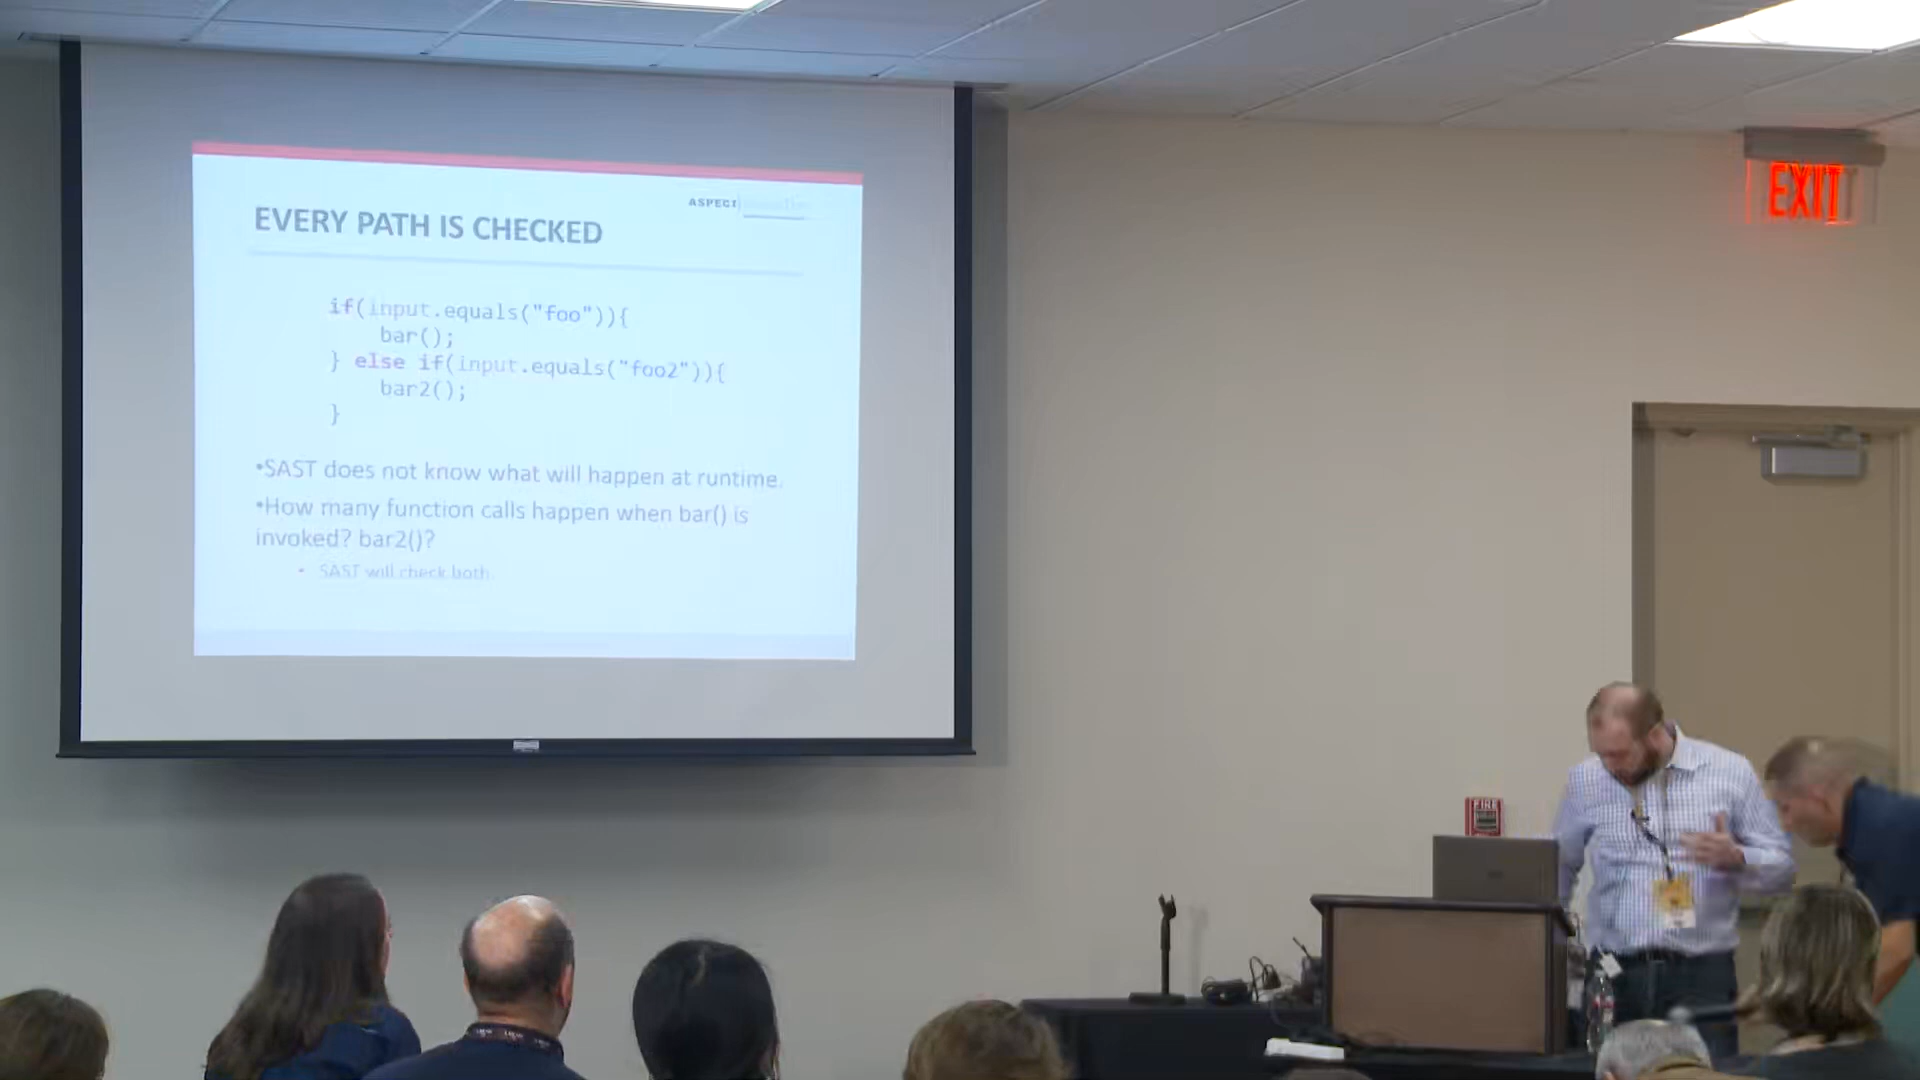 EVERY PATH IS CHECKED
ASPECT
if(input.equals("foo")){
bar();
} else if(input.equals("foo2")){
bar2();
}
•SAST does not know what will happen at runtime.
•How many function calls happen when bar() is
invoked? bar2()?
• SAST will check both.
EXIT
FIRE